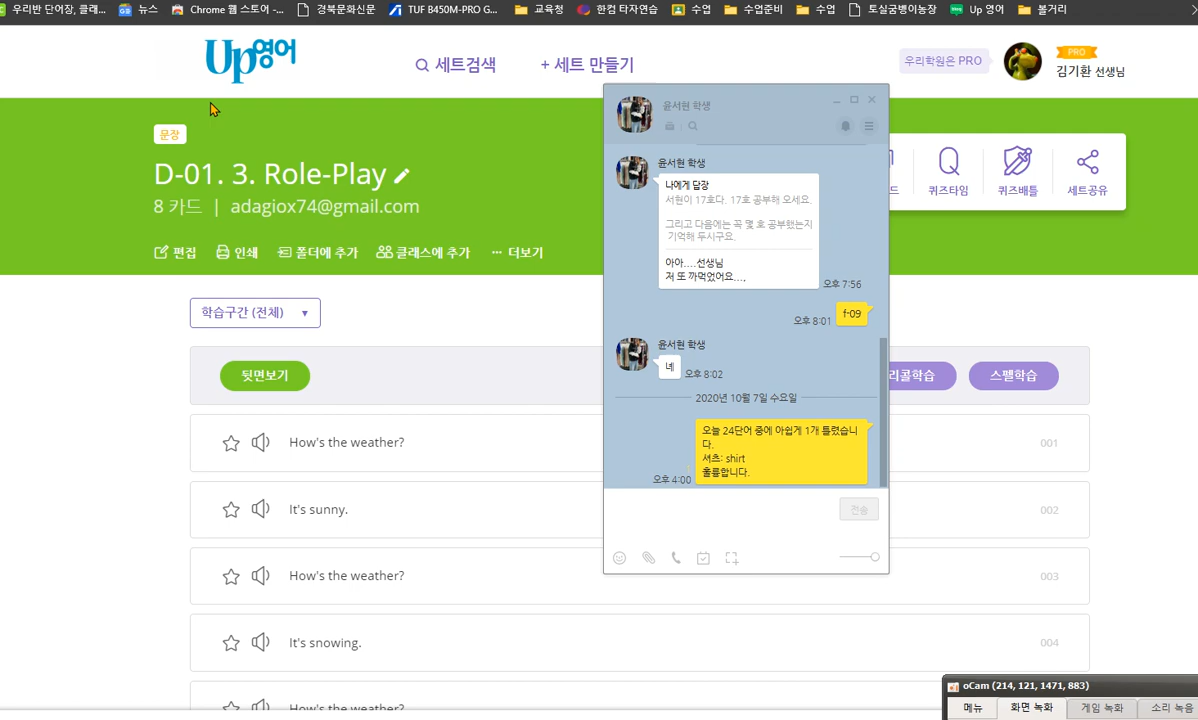 우리반 단어장, 클래... 뉴스 Chrome 웹 스토어 -... 경북문화신문 TUF B450M-PRO G... 교육청 한컴 타자연습 수업 수업준비 수업 토실굼벵이농장 Up 영어 볼거리
Up영어
세트검색
+ 세트 만들기
우리학원은 PRO
PRO
김기환 선생님
문장
D-01. 3. Role-Play
8 카드 | adagiox74@gmail.com
편집 인쇄 폴더에 추가 클래스에 추가 ··· 더보기
드 퀴즈타임 퀴즈배틀 세트공유
학습구간 (전체) ▼
뒷면보기
리콜학습
스펠학습
How's the weather? 001
It's sunny. 002
How's the weather? 003
It's snowing. 004
How's the weather?
윤서현 학생
윤서현 학생
나에게 답장
서현이 17호다. 17호 공부해 오세요.
그리고 다음에는 꼭 몇 호 공부했는지
기억해 두시구요.
아아....선생님
저 또 까먹었어요...,
오후 7:56
f-09
오후 8:01
윤서현 학생
네
오후 8:02
2020년 10월 7일 수요일
오늘 24단어 중에 아쉽게 1개 틀렸습니
다.
셔츠: shirt
훌륭합니다.
오후 4:00
전송
oCam (214, 121, 1471, 883)
메뉴 화면 녹화 게임 녹화 소리 녹음